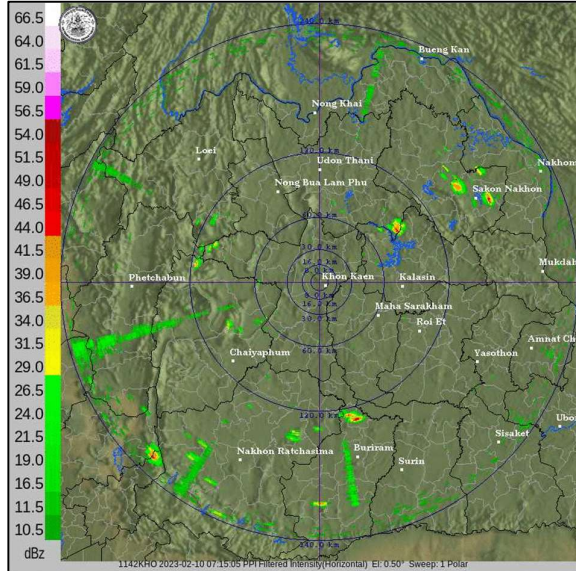 66.5
64.0
61.5
59.0
56.5
54.0
51.5
49.0
46.5
44.0
41.5
39.0
36.5
34.0
31.5
29.0
26.5
24.0
21.5
19.0
16.5
11.5
10.5
dBz
Bueng Kan
Nong Khai
Loei
Udon Thani
Nakhom
Nong Bua Lam Phu
Sakon Nakhon
Mukdah
Phetchabun
Khon Kaen
Kalasin
Maha Sarakham
Roi Et
Amnat Ch
Chaiyaphum
Yasothon
120.0 km
Ubo
Sisaket
Nakhon Ratchasima
Buriram
Surin
1142KHO 2023-02-10 07:15:05 PPI Filtered Intensity(Horizontal) El: 0.50° Sweep: 1 Polar